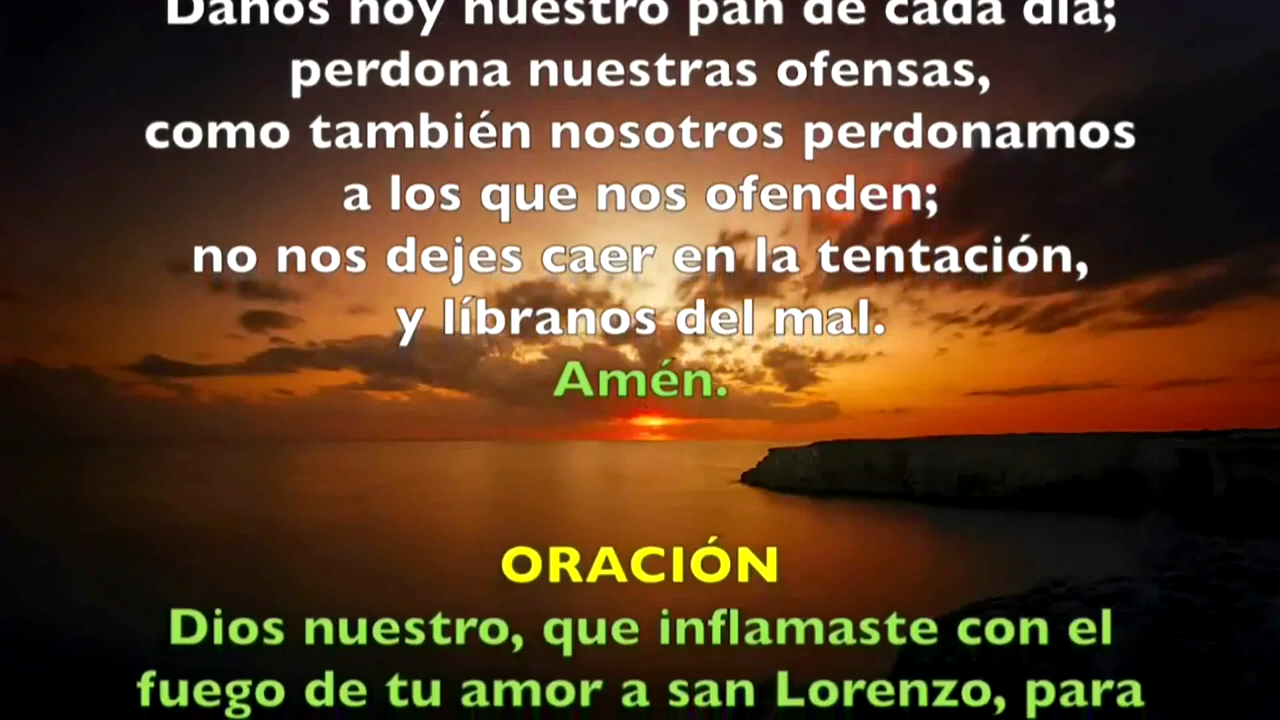 Danos hoy nuestro pan de cada día;
perdona nuestras ofensas,
como también nosotros perdonamos
a los que nos ofenden;
no nos dejes caer en la tentación,
y líbranos del mal.
Amén.
ORACIÓN
Dios nuestro, que inflamaste con el
fuego de tu amor a san Lorenzo, para